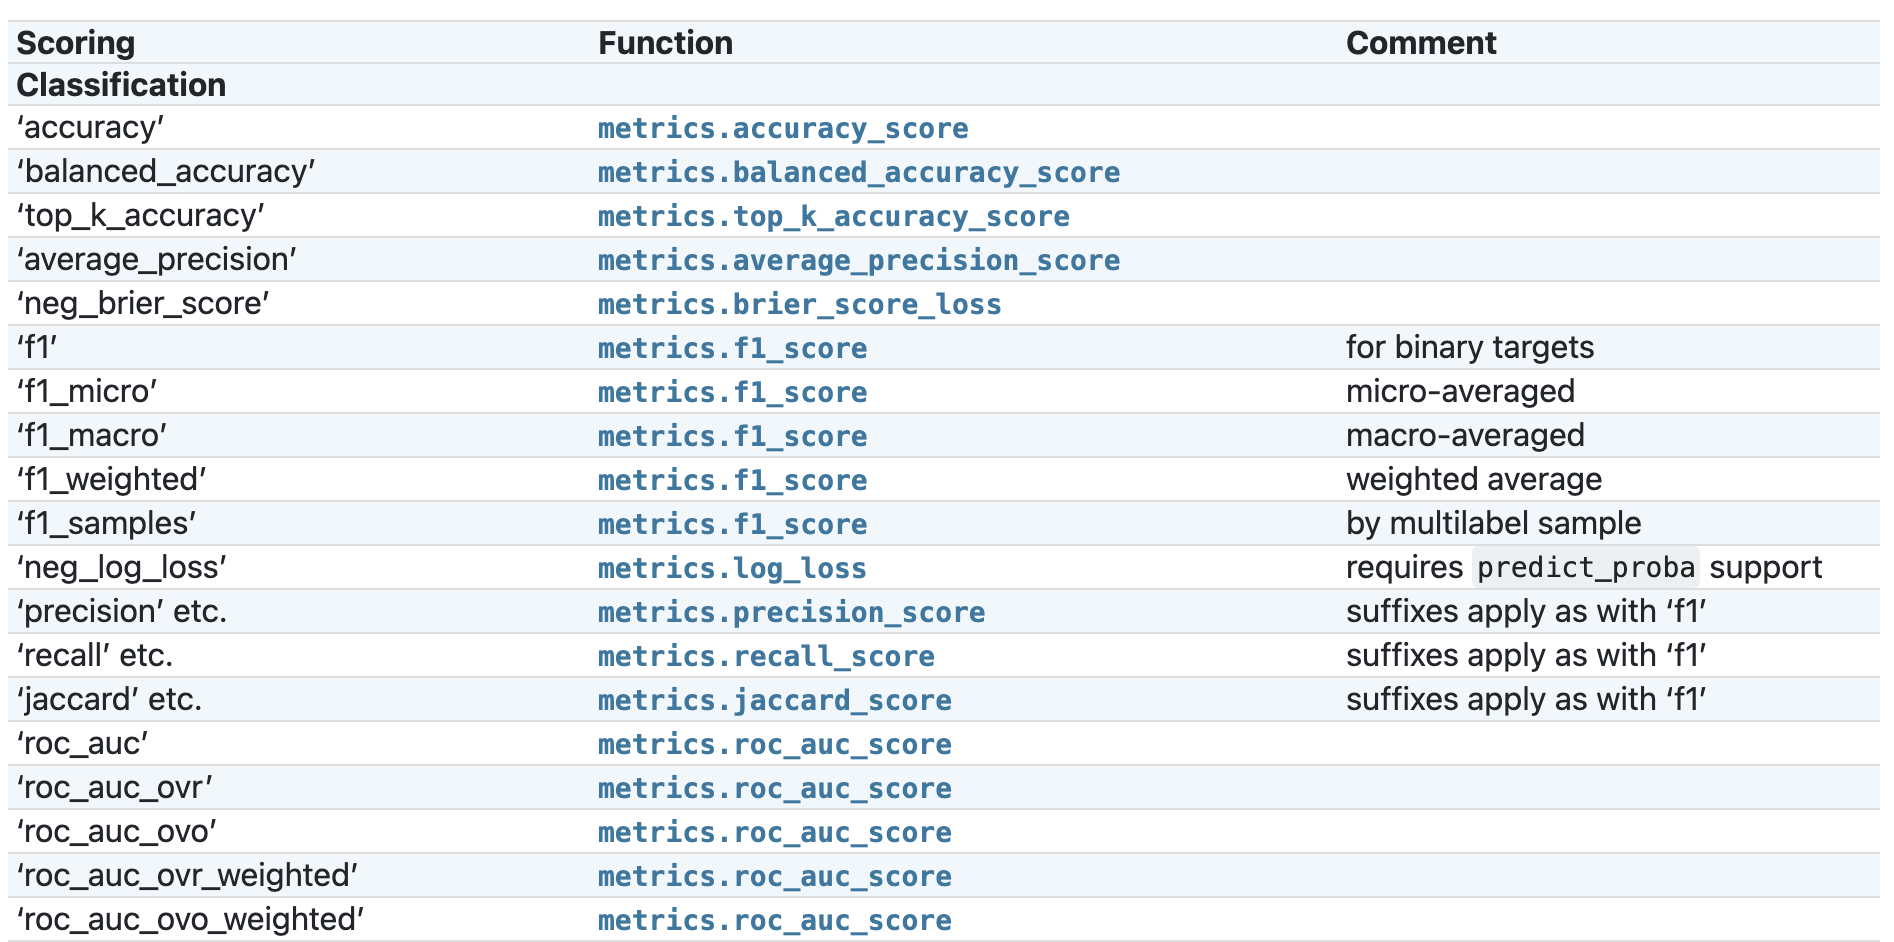 Scoring Function Comment
Classification
‘accuracy’ metrics.accuracy_score
‘balanced_accuracy’ metrics.balanced_accuracy_score
‘top_k_accuracy’ metrics.top_k_accuracy_score
‘average_precision’ metrics.average_precision_score
‘neg_brier_score’ metrics.brier_score_loss
‘f1’ metrics.f1_score for binary targets
‘f1_micro’ metrics.f1_score micro-averaged
‘f1_macro’ metrics.f1_score macro-averaged
‘f1_weighted’ metrics.f1_score weighted average
‘f1_samples’ metrics.f1_score by multilabel sample
‘neg_log_loss’ metrics.log_loss requires predict_proba support
‘precision’ etc. metrics.precision_score suffixes apply as with ‘f1’
‘recall’ etc. metrics.recall_score suffixes apply as with ‘f1’
‘jaccard’ etc. metrics.jaccard_score suffixes apply as with ‘f1’
‘roc_auc’ metrics.roc_auc_score
‘roc_auc_ovr’ metrics.roc_auc_score
‘roc_auc_ovo’ metrics.roc_auc_score
‘roc_auc_ovr_weighted’ metrics.roc_auc_score
‘roc_auc_ovo_weighted’ metrics.roc_auc_score